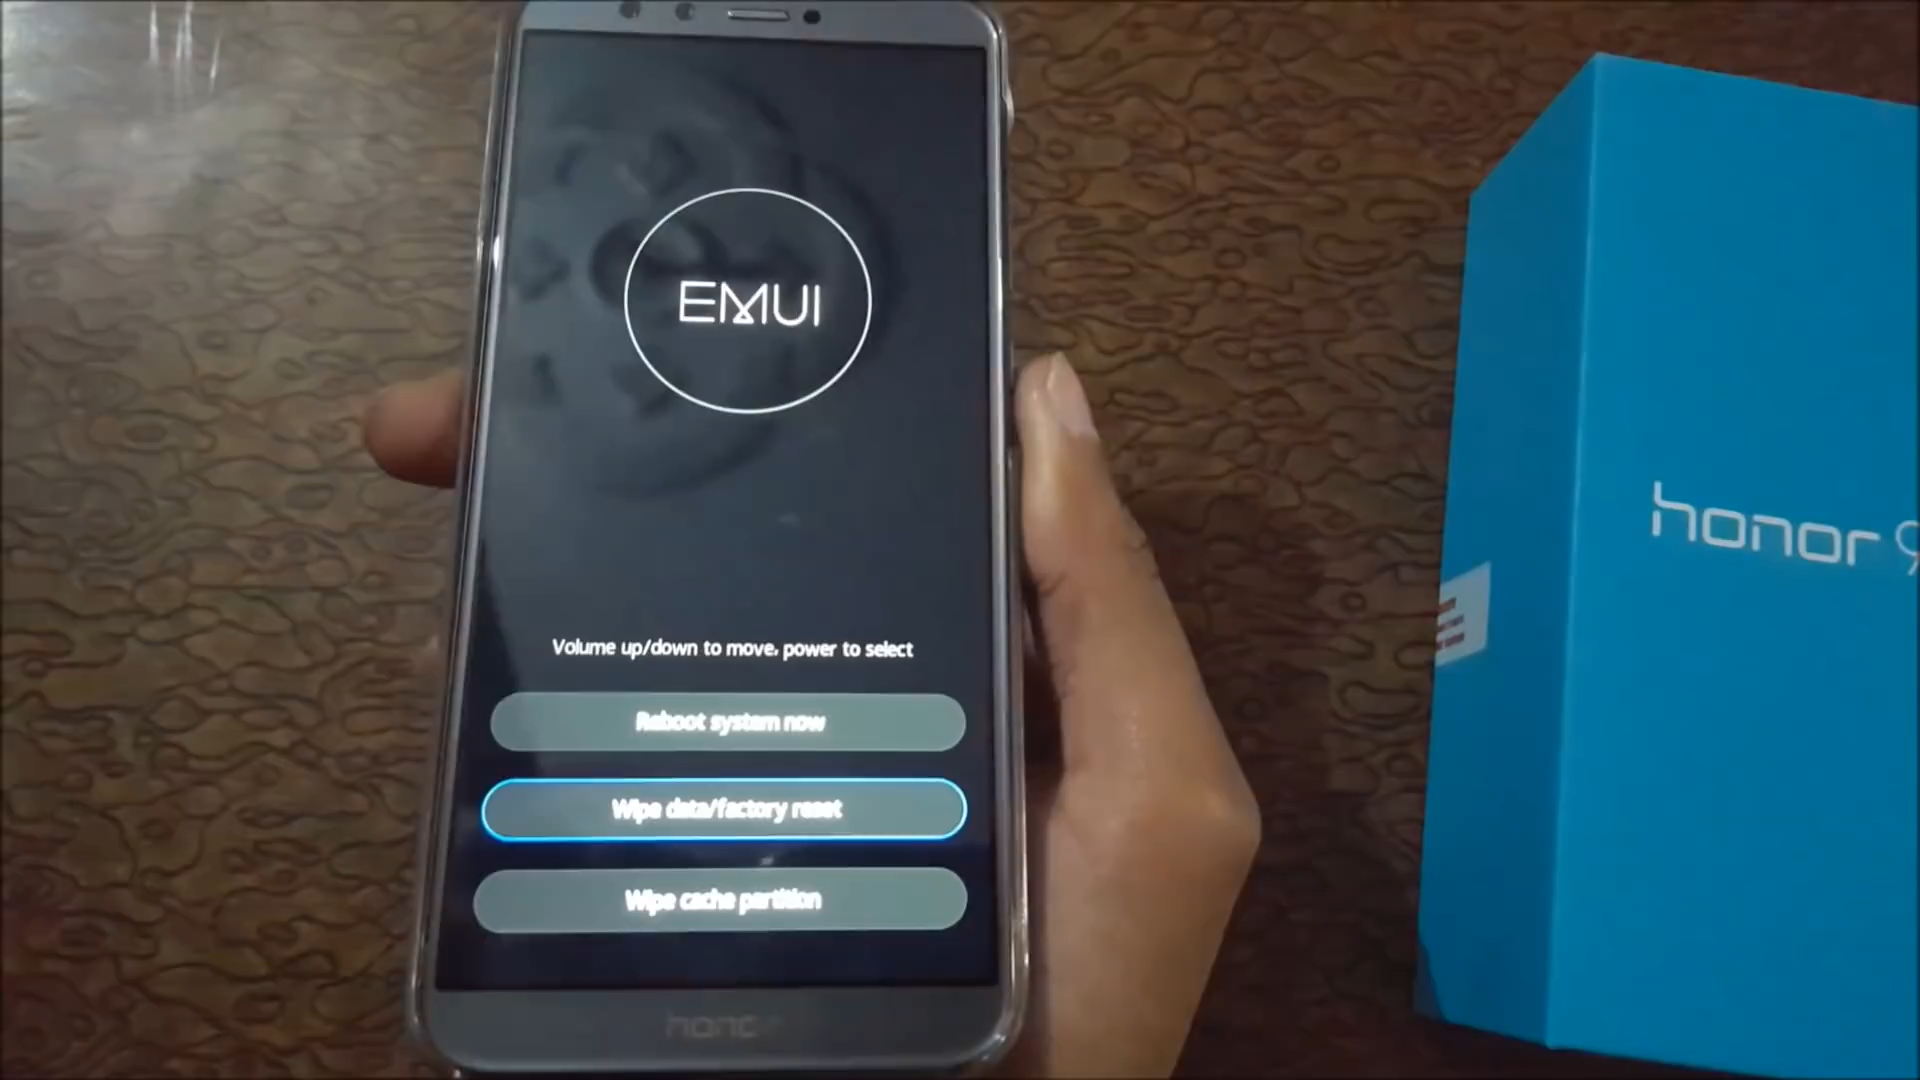 EMUI
Volume up/down to move, power to select
Reboot system now
Wipe data/factory reset
Wipe cache partition
honor
honor 9